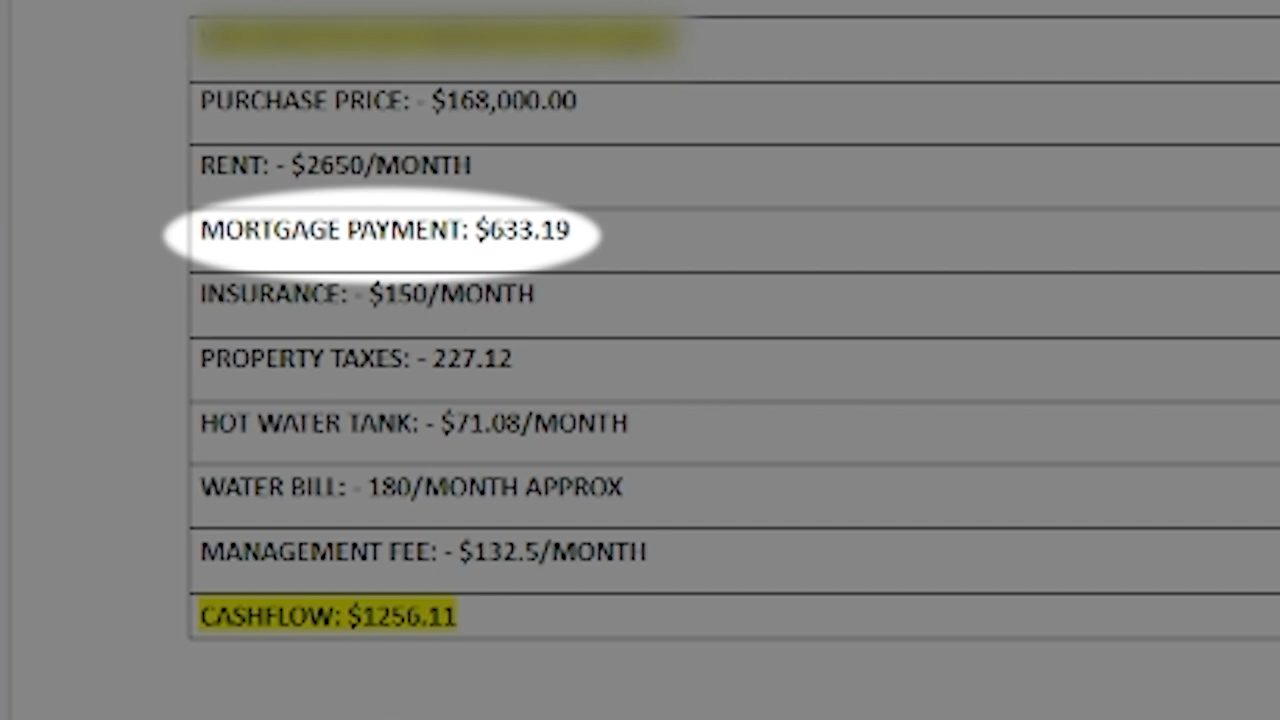 PURCHASE PRICE: - $168,000.00
RENT: - $2650/MONTH
MORTGAGE PAYMENT: $633.19
INSURANCE: - $150/MONTH
PROPERTY TAXES: - 227.12
HOT WATER TANK: - $71.08/MONTH
WATER BILL: - 180/MONTH APPROX
MANAGEMENT FEE: - $132.5/MONTH
CASHFLOW: $1256.11